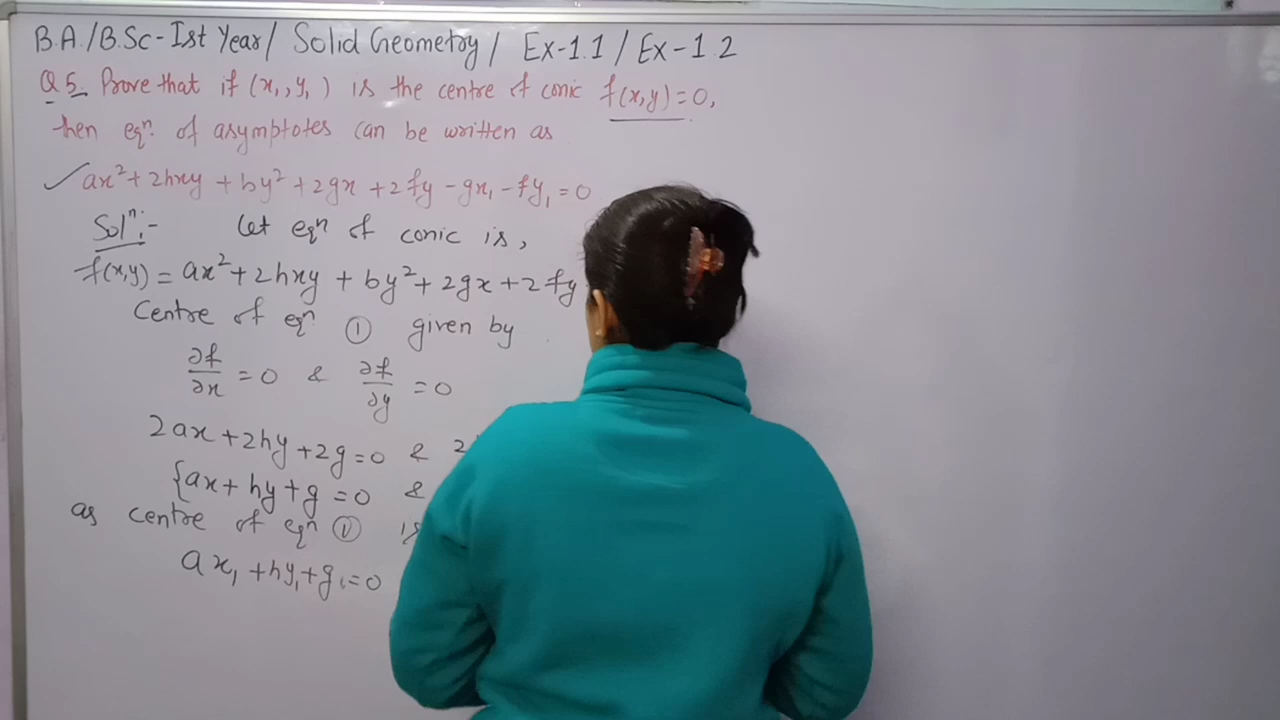 B.A./B.Sc-Ist Year/ Solid Geometry/ Ex-1.1 / Ex-1.2
Q 5. Prove that if (x₁, y₁) is the centre of conic f(x,y)=0,
then eqⁿ. of asymptotes can be written as
✓ax²+2hxy+by²+2gx+2fy-gx₁-fy₁=0
Solⁿ:- Let eqⁿ of conic is,
f(x,y)=ax²+2hxy+by²+2gx+2fy
Centre of eqⁿ ① given by
∂f/∂x =0 & ∂f/∂y =0
2ax+2hy+2g=0 & 2
{ax+hy+g=0 &
as centre of eqⁿ ① is
ax₁+hy₁+g₁=0